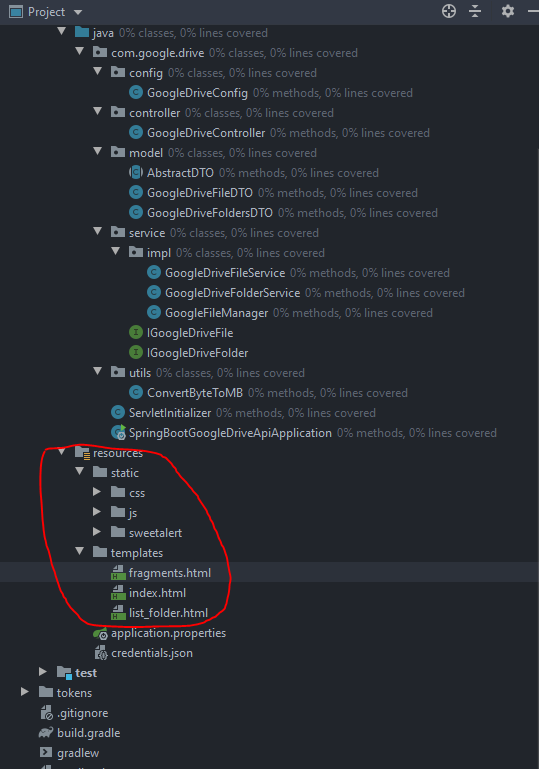 Project
java 0% classes, 0% lines covered
com.google.drive 0% classes, 0% lines covered
config 0% classes, 0% lines covered
GoogleDriveConfig 0% methods, 0% lines covered
controller 0% classes, 0% lines covered
GoogleDriveController 0% methods, 0% lines covered
model 0% classes, 0% lines covered
AbstractDTO 0% methods, 0% lines covered
GoogleDriveFileDTO 0% methods, 0% lines covered
GoogleDriveFoldersDTO 0% methods, 0% lines covered
service 0% classes, 0% lines covered
impl 0% classes, 0% lines covered
GoogleDriveFileService 0% methods, 0% lines covered
GoogleDriveFolderService 0% methods, 0% lines covered
GoogleFileManager 0% methods, 0% lines covered
IGoogleDriveFile
IGoogleDriveFolder
utils 0% classes, 0% lines covered
ConvertByteToMB 0% methods, 0% lines covered
ServletInitializer 0% methods, 0% lines covered
SpringBootGoogleDriveApiApplication 0% methods, 0% lines covered
resources
static
css
js
sweetalert
templates
fragments.html
index.html
list_folder.html
application.properties
credentials.json
test
tokens
.gitignore
build.gradle
gradlew